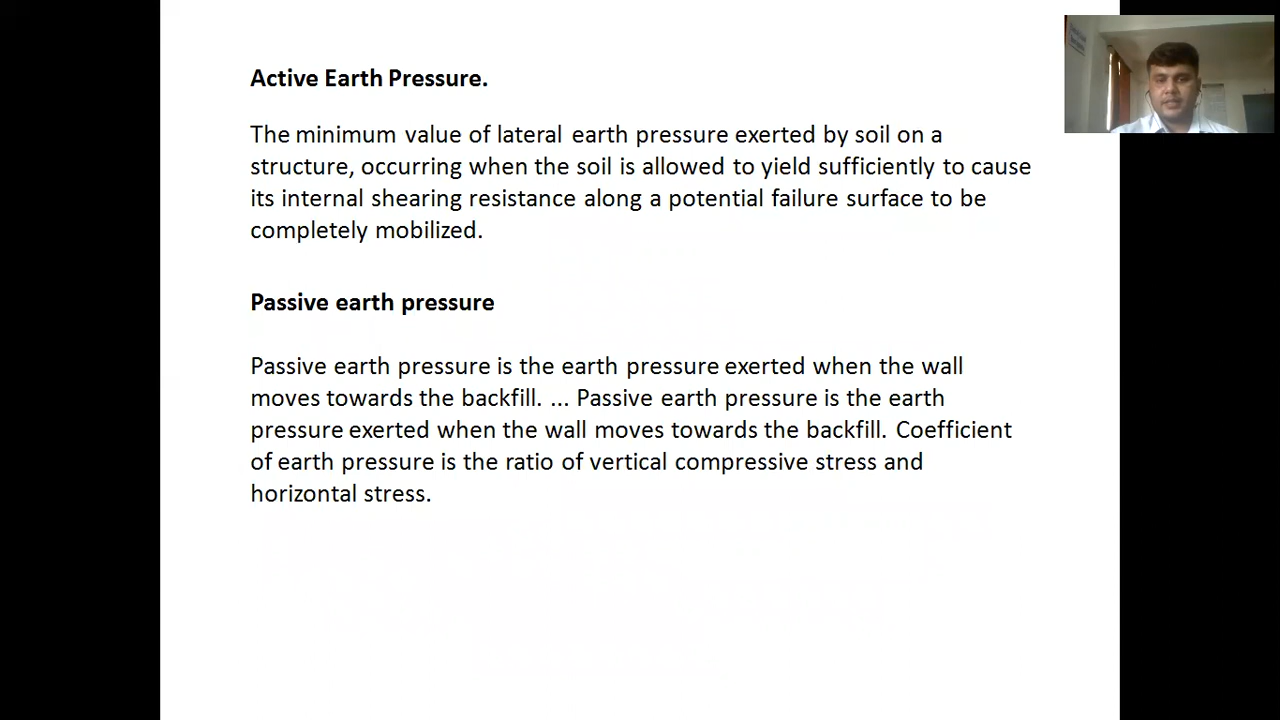 Active Earth Pressure.
The minimum value of lateral earth pressure exerted by soil on a
structure, occurring when the soil is allowed to yield sufficiently to cause
its internal shearing resistance along a potential failure surface to be
completely mobilized.
Passive earth pressure
Passive earth pressure is the earth pressure exerted when the wall
moves towards the backfill. ... Passive earth pressure is the earth
pressure exerted when the wall moves towards the backfill. Coefficient
of earth pressure is the ratio of vertical compressive stress and
horizontal stress.